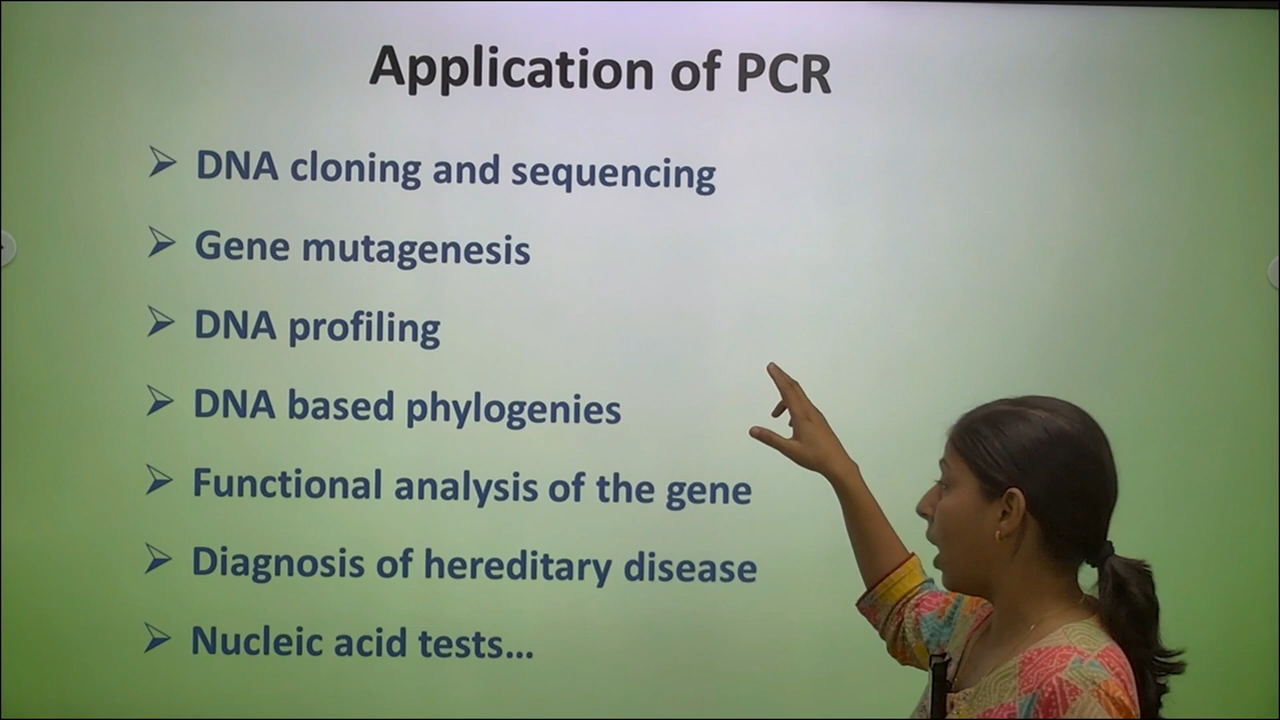 Application of PCR
DNA cloning and sequencing
Gene mutagenesis
DNA profiling
DNA based phylogenies
Functional analysis of the gene
Diagnosis of hereditary disease
Nucleic acid tests...